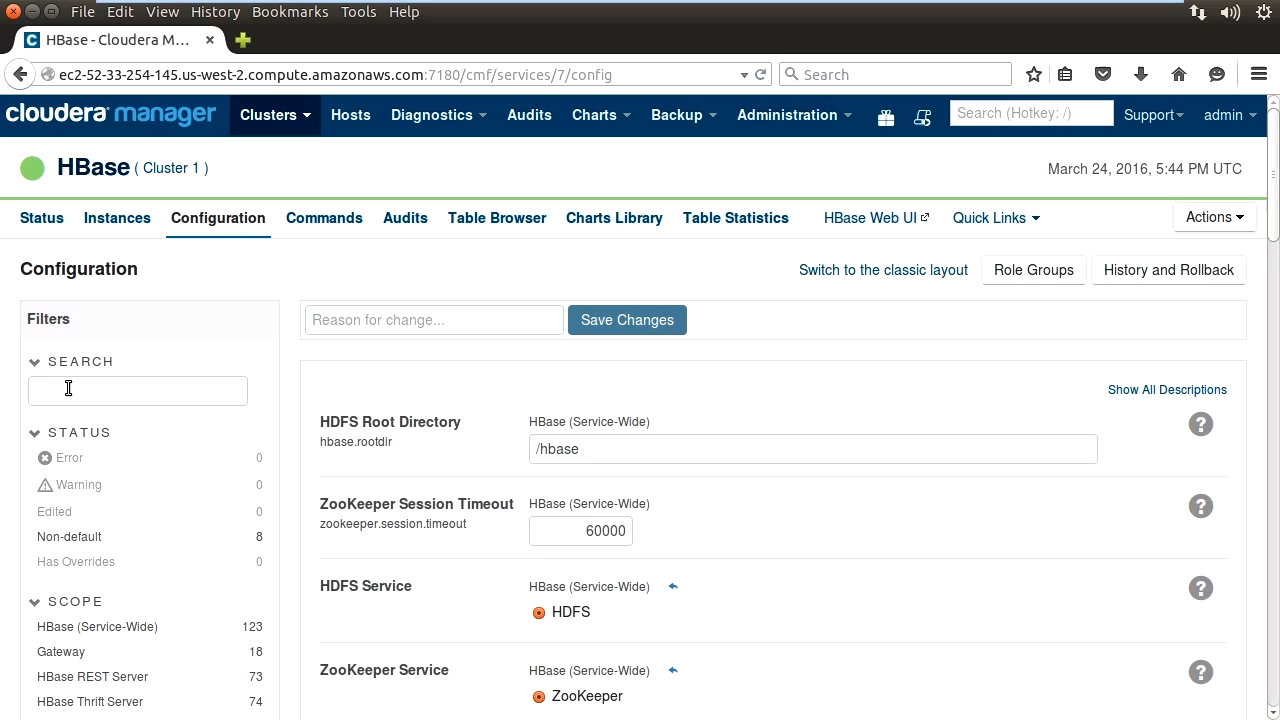 File Edit View History Bookmarks Tools Help
HBase - Cloudera M...
ec2-52-33-254-145.us-west-2.compute.amazonaws.com:7180/cmf/services/7/config
Search
cloudera manager Clusters Hosts Diagnostics Audits Charts Backup Administration Search (Hotkey: /) Support admin
HBase ( Cluster 1 )
March 24, 2016, 5:44 PM UTC
Status Instances Configuration Commands Audits Table Browser Charts Library Table Statistics HBase Web UI Quick Links Actions
Configuration
Switch to the classic layout Role Groups History and Rollback
Filters
SEARCH
STATUS
Error 0
Warning 0
Edited 0
Non-default 8
Has Overrides 0
SCOPE
HBase (Service-Wide) 123
Gateway 18
HBase REST Server 73
HBase Thrift Server 74
Reason for change... Save Changes
Show All Descriptions
HDFS Root Directory HBase (Service-Wide)
hbase.rootdir /hbase
ZooKeeper Session Timeout HBase (Service-Wide)
zookeeper.session.timeout 60000
HDFS Service HBase (Service-Wide)
HDFS
ZooKeeper Service HBase (Service-Wide)
ZooKeeper